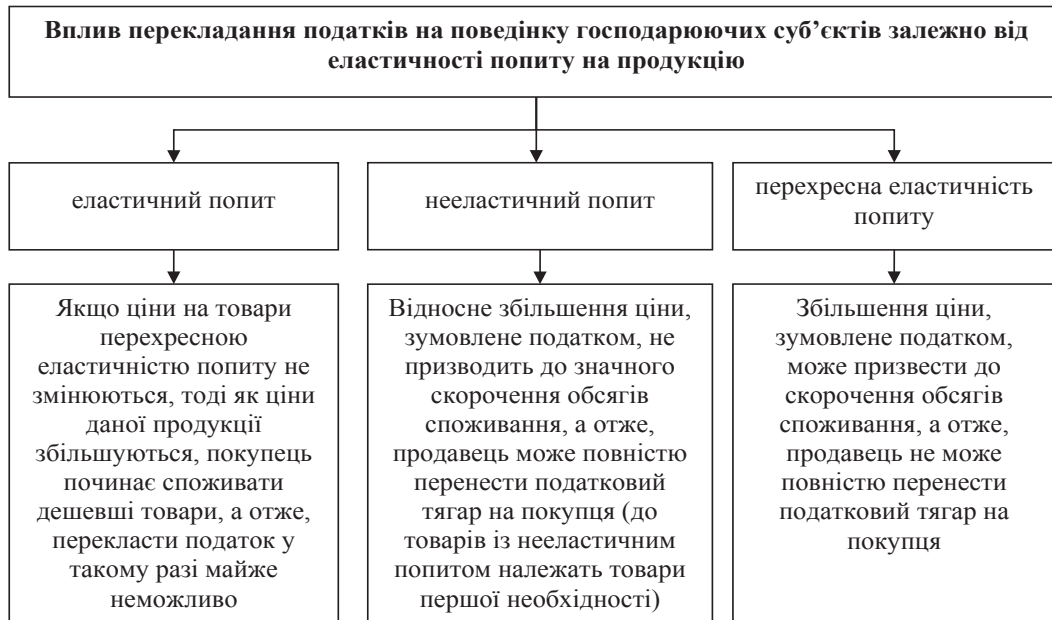 Вплив перекладання податків на поведінку господарюючих суб’єктів залежно від
еластичності попиту на продукцію
еластичний попит
нееластичний попит
перехресна еластичність
попиту
Якщо ціни на товари
перехресною
еластичністю попиту не
змінюються, тоді як ціни
даної продукції
збільшуються, покупець
починає споживати
дешевші товари, а отже,
перекласти податок у
такому разі майже
неможливо
Відносне збільшення ціни,
зумовлене податком, не
призводить до значного
скорочення обсягів
споживання, а отже,
продавець може повністю
перенести податковий
тягар на покупця (до
товарів із нееластичним
попитом належать товари
першої необхідності)
Збільшення ціни,
зумовлене податком,
може призвести до
скорочення обсягів
споживання, а отже,
продавець не може
повністю перенести
податковий тягар на
покупця